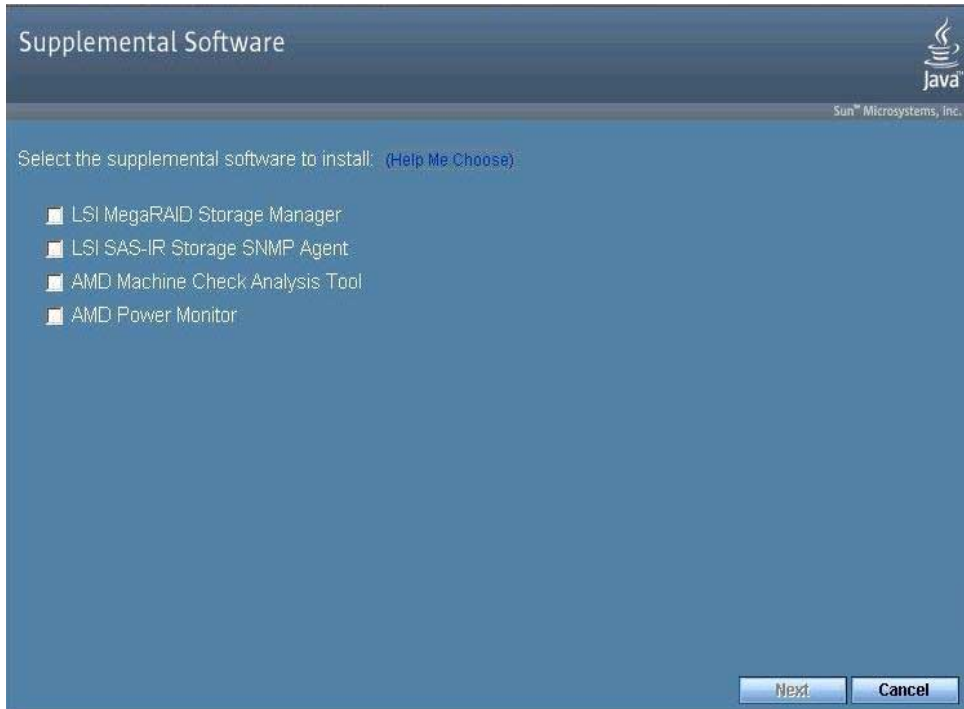 Supplemental Software
Java™
Sun™ Microsystems, Inc.
Select the supplemental software to install: (Help Me Choose)
LSI MegaRAID Storage Manager
LSI SAS-IR Storage SNMP Agent
AMD Machine Check Analysis Tool
AMD Power Monitor
Next
Cancel